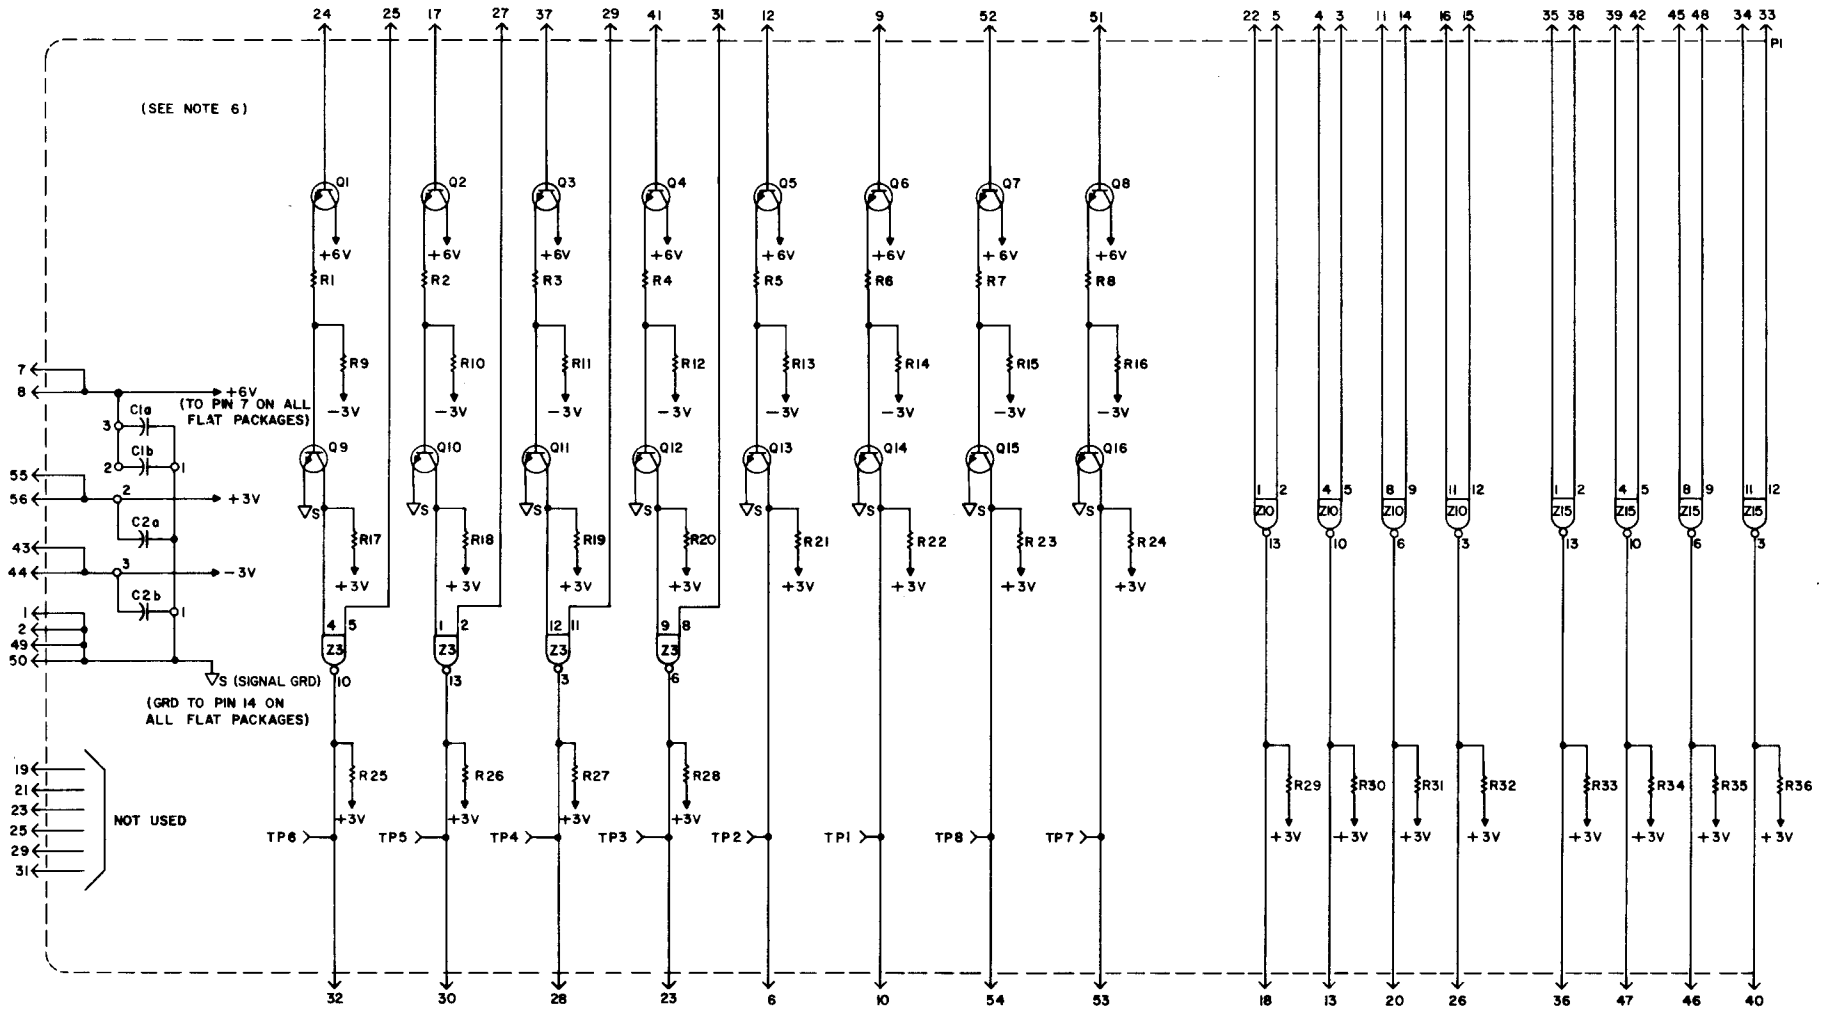 24 25 17 27 37 29 41 31 12 9 52 51 22 5 4 3 11 14 16 15 35 38 39 42 45 48 34 33
P1
(SEE NOTE 6)
Q1 Q2 Q3 Q4 Q5 Q6 Q7 Q8
+6V +6V +6V +6V +6V +6V +6V +6V
R1 R2 R3 R4 R5 R6 R7 R8
R9 R10 R11 R12 R13 R14 R15 R16
-3V -3V -3V -3V -3V -3V -3V -3V
7
8
+6V
(TO PIN 7 ON ALL
FLAT PACKAGES)
C1a
3
C1b
2 1
55
56
2
+3V
C2a
43
44
3
-3V
C2b
1
1
2
49
50
S (SIGNAL GRD)
(GRD TO PIN 14 ON
ALL FLAT PACKAGES)
Q9 Q10 Q11 Q12 Q13 Q14 Q15 Q16
S S S S S S S S
R17 R18 R19 R20 R21 R22 R23 R24
+3V +3V +3V +3V +3V +3V +3V +3V
4 5 1 2 12 11 9 8
Z3 Z3 Z3 Z3
10 13 3 6
1 2 4 5 8 9 11 12 1 2 4 5 8 9 11 12
Z10 Z10 Z10 Z10 Z15 Z15 Z15 Z15
13 10 6 3 13 10 6 3
R25 R26 R27 R28
+3V +3V +3V +3V
R29 R30 R31 R32 R33 R34 R35 R36
+3V +3V +3V +3V +3V +3V +3V +3V
19
21
23
25
29
31
NOT USED
TP6 TP5 TP4 TP3 TP2 TP1 TP8 TP7
32 30 28 23 6 10 54 53 18 13 20 26 36 47 46 40